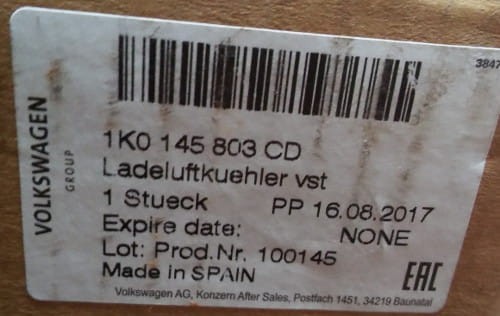 3847
1K0 145 803 CD
Ladeluftkuehler vst
1 Stueck PP 16.08.2017
Expire date: NONE
Lot: Prod.Nr. 100145
Made in SPAIN
EAC
Volkswagen AG, Konzern After Sales, Postfach 1451, 34219 Baunatal
VOLKSWAGEN
GROUP